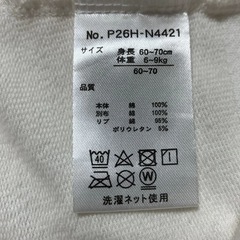 No. P26H-N4421
サイズ 身長 60~70cm
体重 6~9kg
60-70
品質
本体 綿 100%
別布 綿 100%
リブ 綿 95%
ポリウレタン 5%
40
W
洗濯ネット使用